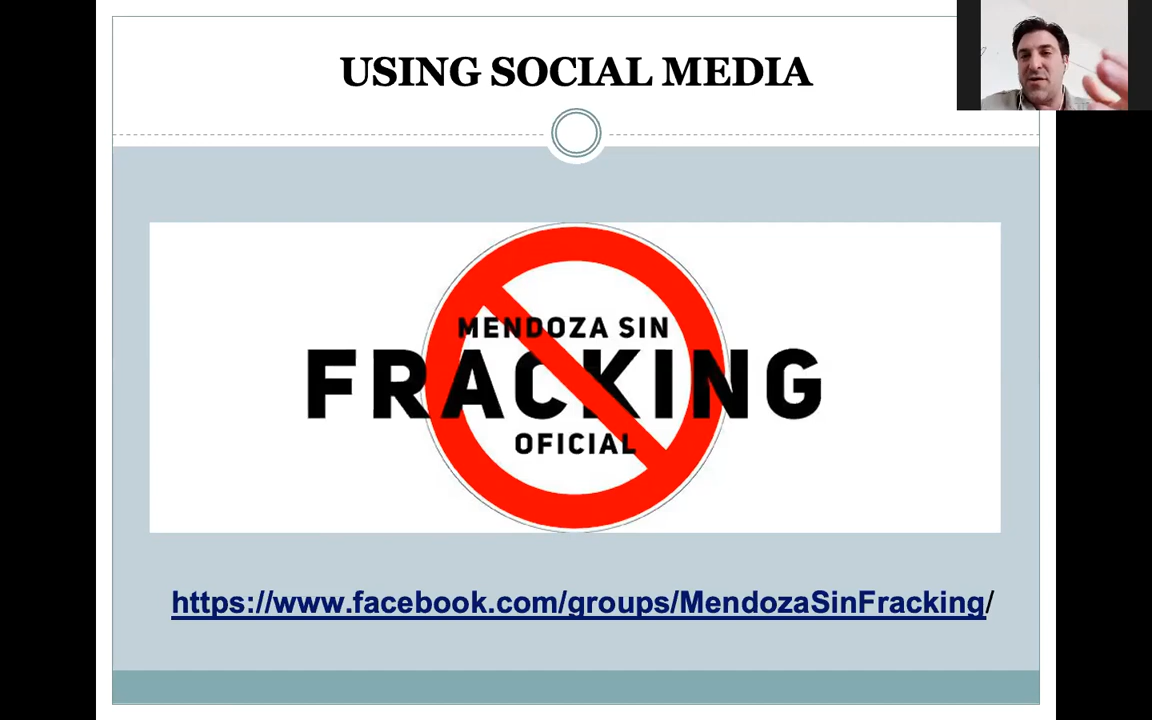 USING SOCIAL MEDIA
MENDOZA SIN
FRACKING
OFICIAL
https://www.facebook.com/groups/MendozaSinFracking/